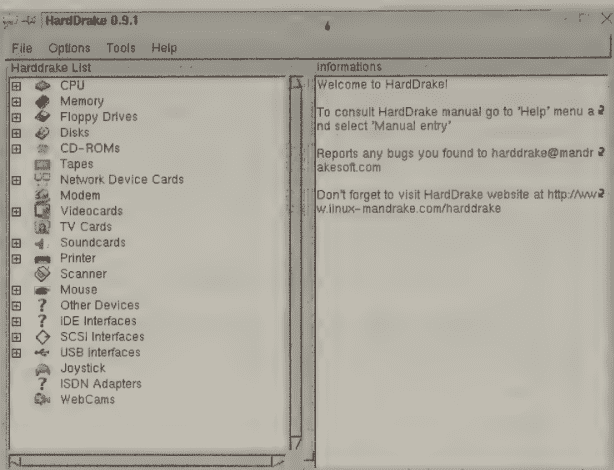 HardDrake 0.9.1
File Options Tools Help
Harddrake List
CPU
Memory
Floppy Drives
Disks
CD-ROMs
Tapes
Network Device Cards
Modem
Videocards
TV Cards
Soundcards
Printer
Scanner
Mouse
Other Devices
IDE Interfaces
SCSI Interfaces
USB Interfaces
Joystick
ISDN Adapters
WebCams
Informations
Welcome to HardDrake!
To consult HardDrake manual go to "Help" menu a
nd select "Manual entry"
Reports any bugs you found to harddrake@mandr
akesoft.com
Don't forget to visit HardDrake website at http://ww
w.linux-mandrake.com/harddrake